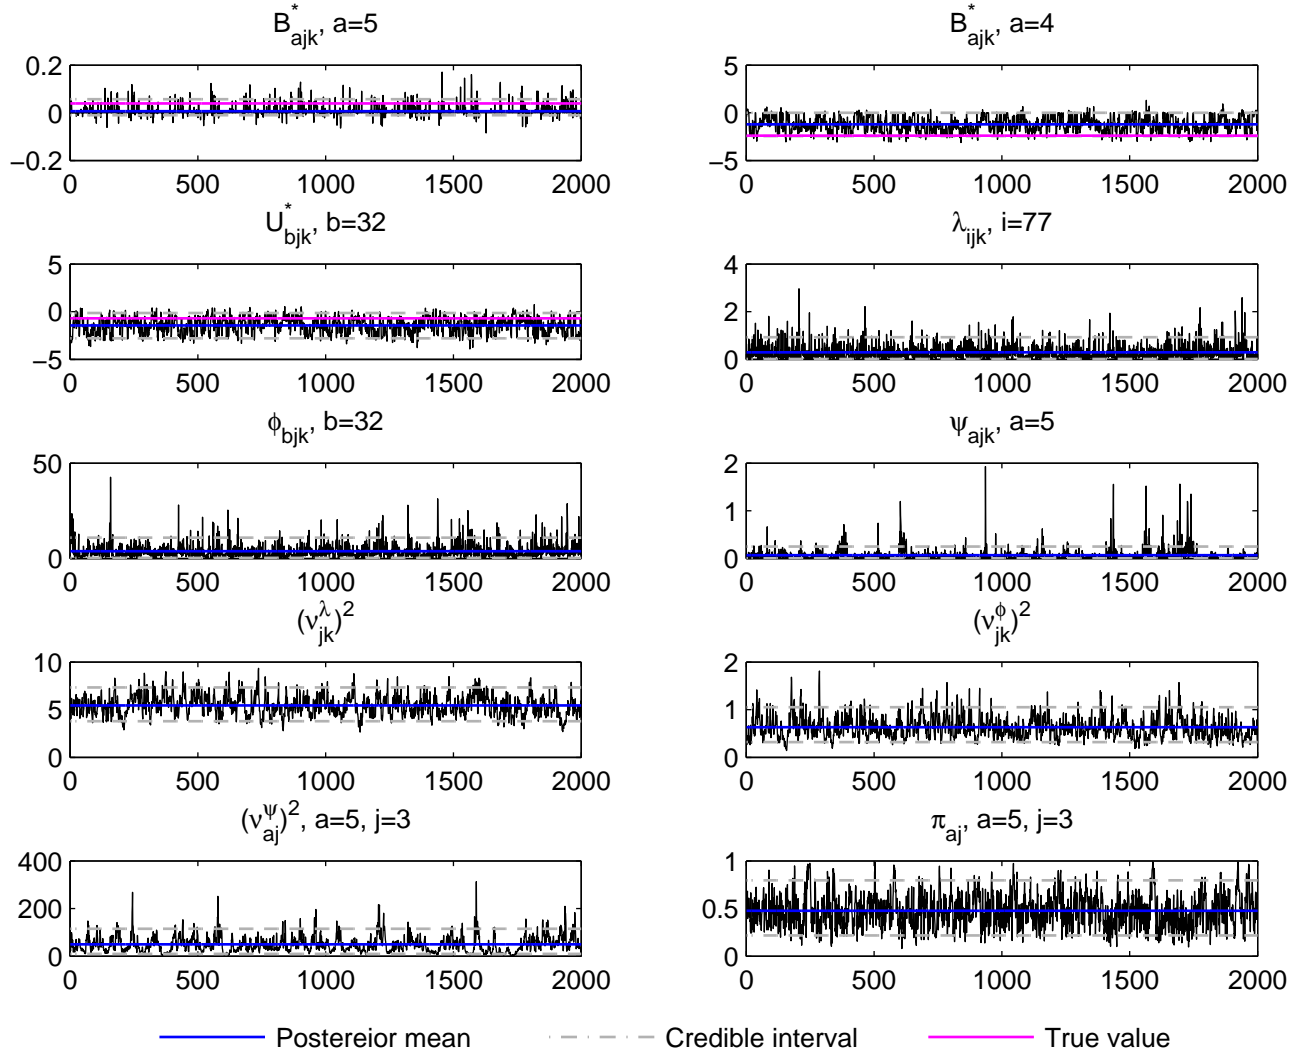 B*ajk, a=5
B*ajk, a=4
0.2
0
−0.2
0 500 1000 1500 2000
5
0
−5
0 500 1000 1500 2000
U*bjk, b=32
λijk, i=77
5
0
−5
0 500 1000 1500 2000
4
2
0
0 500 1000 1500 2000
ϕbjk, b=32
ψajk, a=5
50
0
0 500 1000 1500 2000
2
1
0
0 500 1000 1500 2000
(νλjk)2
(νϕjk)2
10
5
0
0 500 1000 1500 2000
2
1
0
0 500 1000 1500 2000
(νψaj)2, a=5, j=3
πaj, a=5, j=3
400
200
0
0 500 1000 1500 2000
1
0.5
0
0 500 1000 1500 2000
Postereior mean Credible interval True value